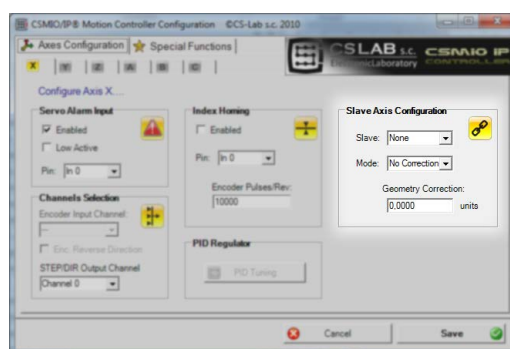 CSMIO/IP® Motion Controller Configuration ©CS-Lab s.c. 2010
Axes Configuration Special Functions
CSLAB s.c. CSMIO IP
ElectronicLaboratory CONTROLLER
X Y Z A B C
Configure Axis X....
Servo Alarm Input
Enabled
Low Active
Pin: In 0
Channels Selection
Encoder Input Channel:
--
Enc. Reverse Direction
STEP/DIR Output Channel
Channel 0
Index Homing
Enabled
Pin: In 0
Encoder Pulses/Rev:
10000
PID Regulator
PID Tuning
Slave Axis Configuration
Slave: None
Mode: No Correction
Geometry Correction:
0,0000 units
Cancel Save